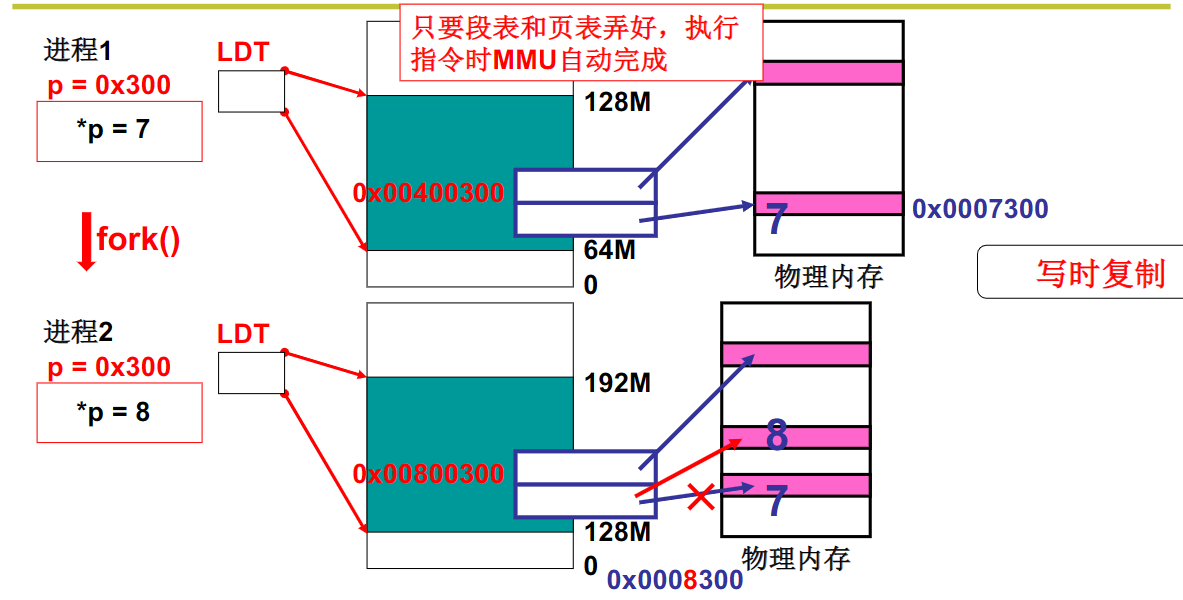 只要段表和页表弄好，执行
指令时MMU自动完成
进程1
p = 0x300
*p = 7
LDT
128M
0x00400300
64M
0
7
0x0007300
物理内存
fork()
写时复制
进程2
p = 0x300
*p = 8
LDT
192M
0x00800300
128M
0
8
7
物理内存
0x0008300